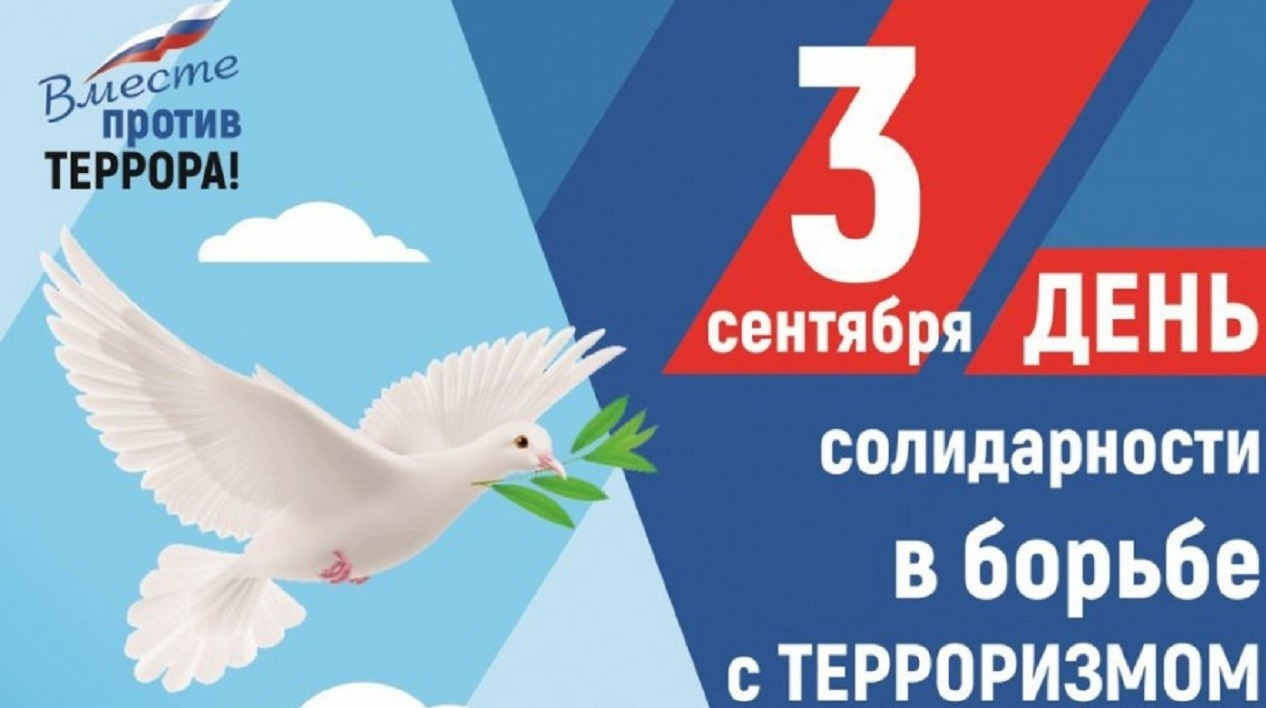 Вместе
против
ТЕРРОРА!
3
сентября
ДЕНЬ
солидарности
в борьбе
с ТЕРРОРИЗМОМ